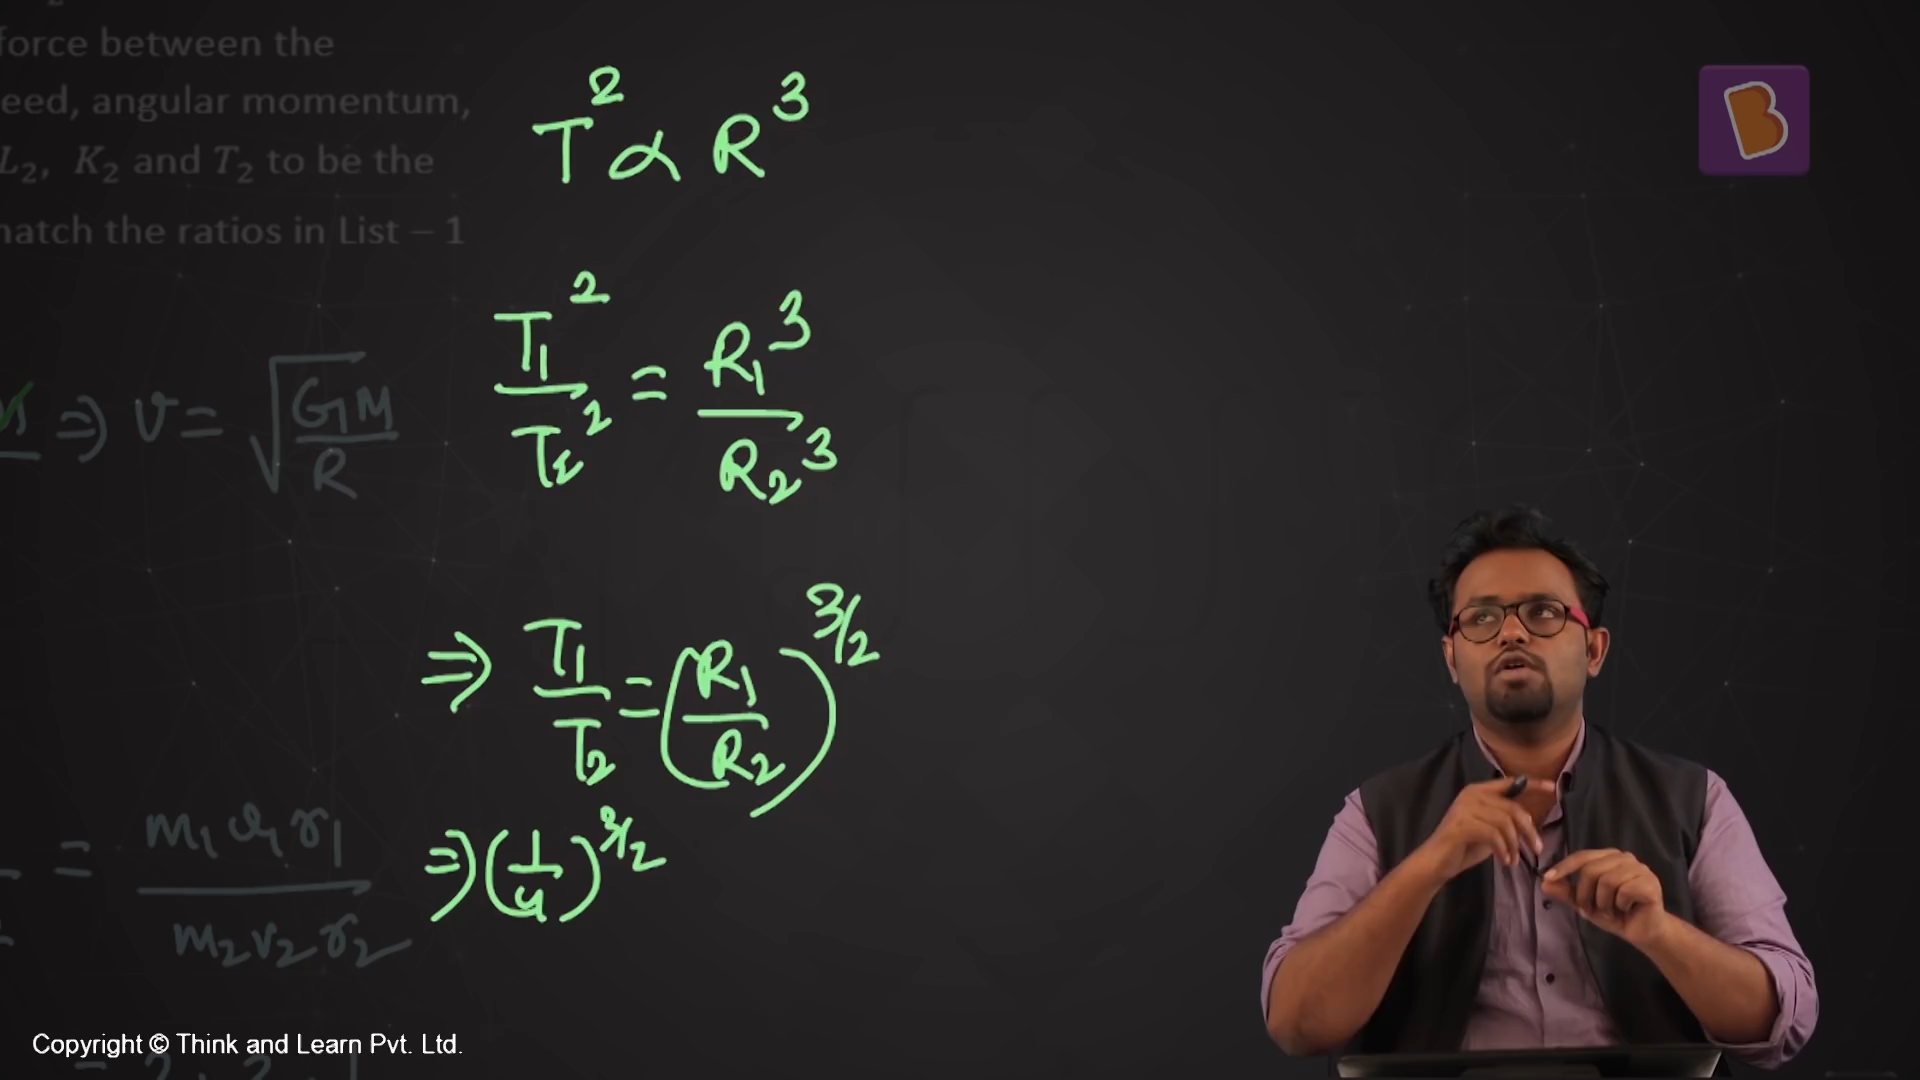 force between the
eed, angular momentum,
L₂, K₂ and T₂ to be the
match the ratios in List – 1
⇒ v = √(GM/R)
= m₁v₁r₁ / m₂v₂r₂
T² α R³
T₁² / T₂² = R₁³ / R₂³
⇒ T₁ / T₂ = (R₁ / R₂)^3/2
⇒ (1/4)^3/2
B
Copyright © Think and Learn Pvt. Ltd.